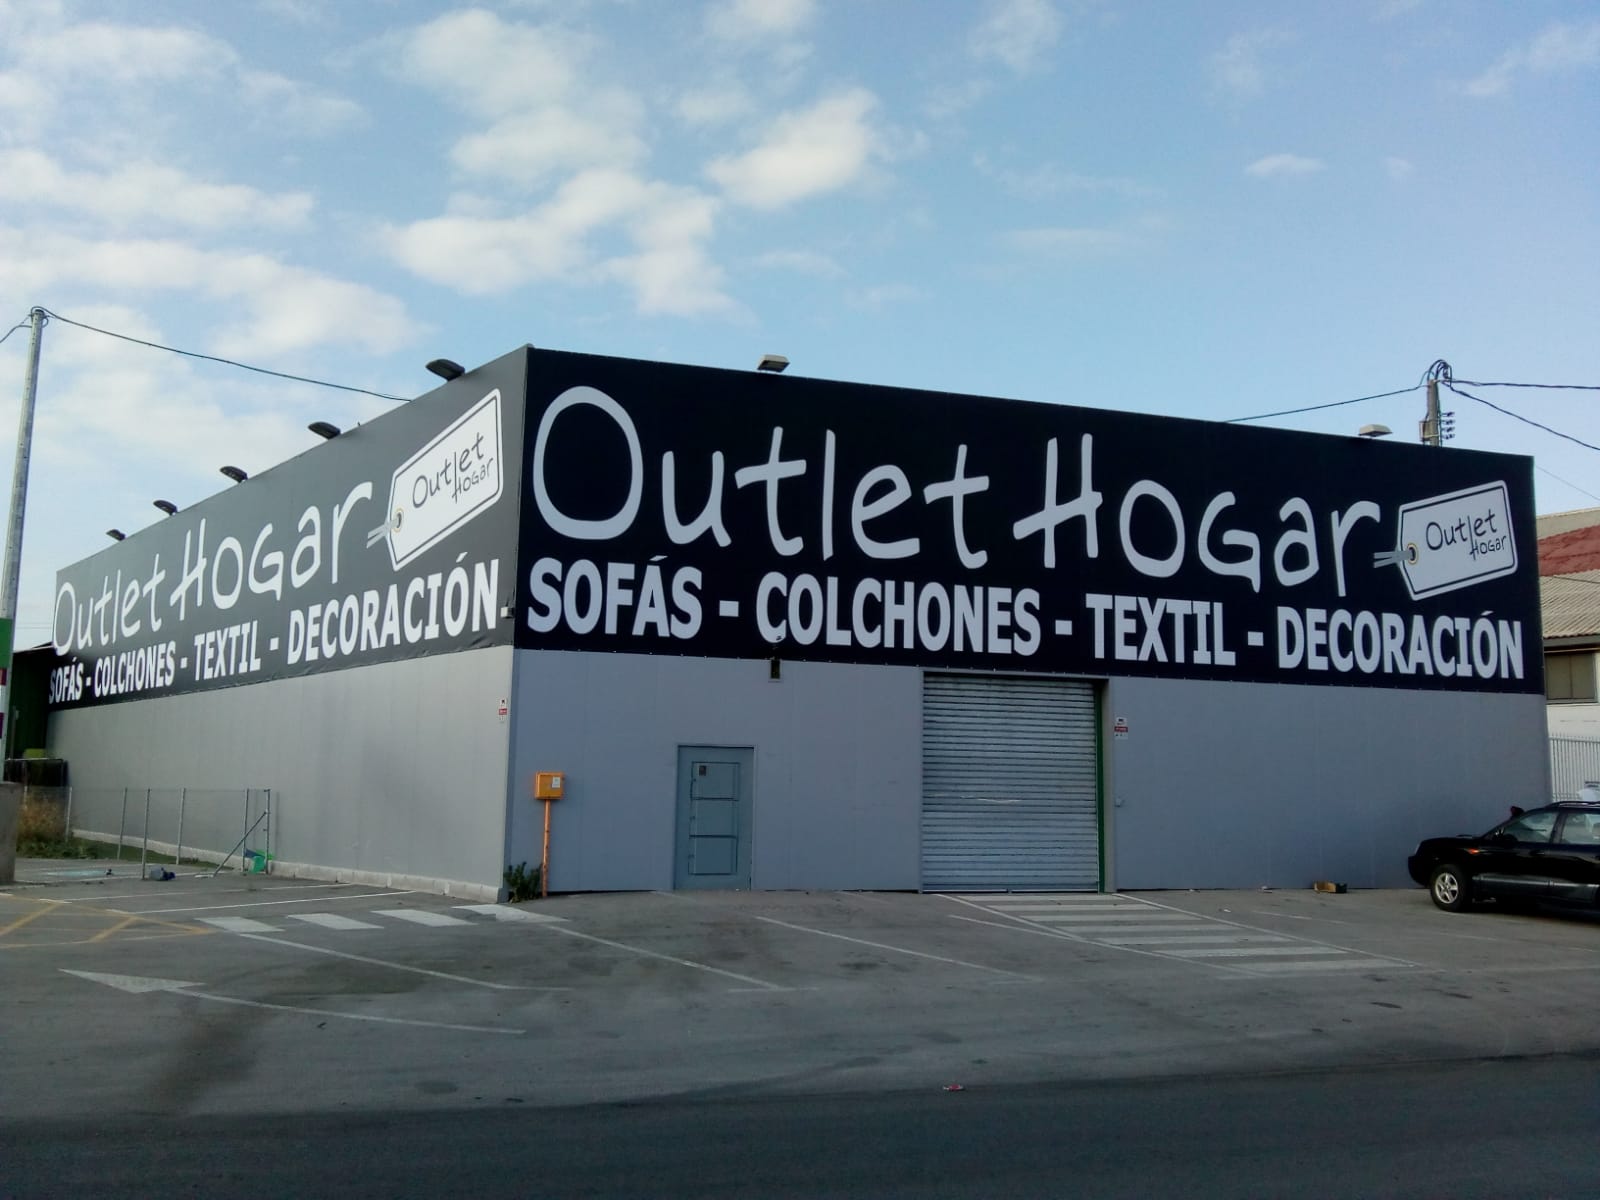 Outlet Hogar
Outlet
Hogar
SOFÁS - COLCHONES - TEXTIL - DECORACIÓN
Outlet Hogar
Outlet
Hogar
SOFÁS - COLCHONES - TEXTIL - DECORACIÓN